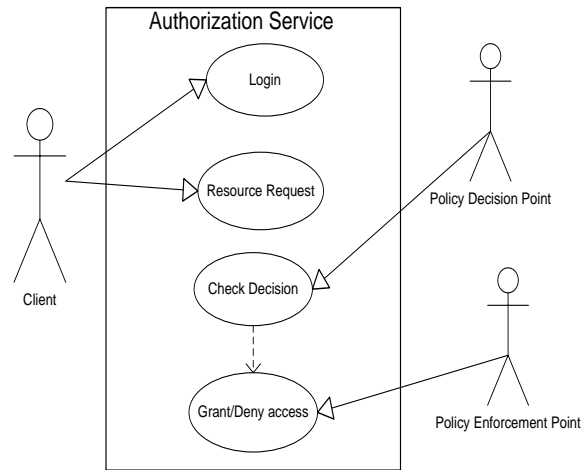 Authorization Service
Login
Resource Request
Policy Decision Point
Client
Check Decision
Grant/Deny access
Policy Enforcement Point